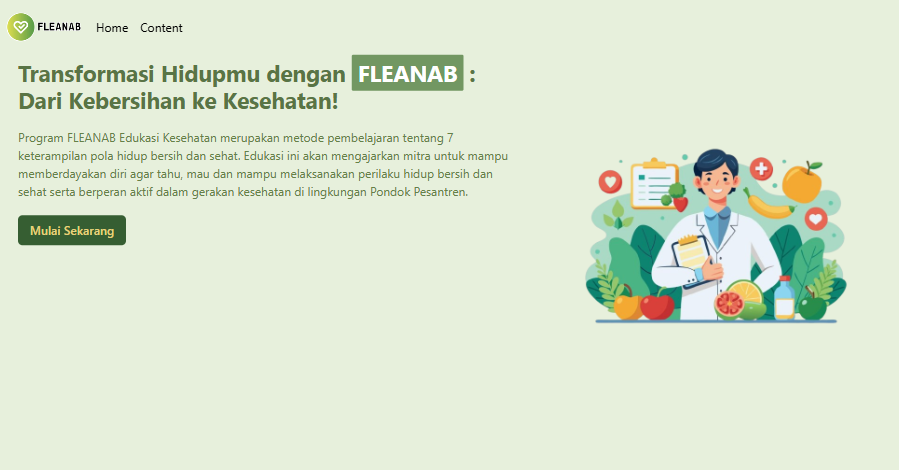 FLEANAB Home Content
Transformasi Hidupmu dengan FLEANAB :
Dari Kebersihan ke Kesehatan!
Program FLEANAB Edukasi Kesehatan merupakan metode pembelajaran tentang 7
keterampilan pola hidup bersih dan sehat. Edukasi ini akan mengajarkan mitra untuk mampu
memberdayakan diri agar tahu, mau dan mampu melaksanakan perilaku hidup bersih dan
sehat serta berperan aktif dalam gerakan kesehatan di lingkungan Pondok Pesantren.
Mulai Sekarang